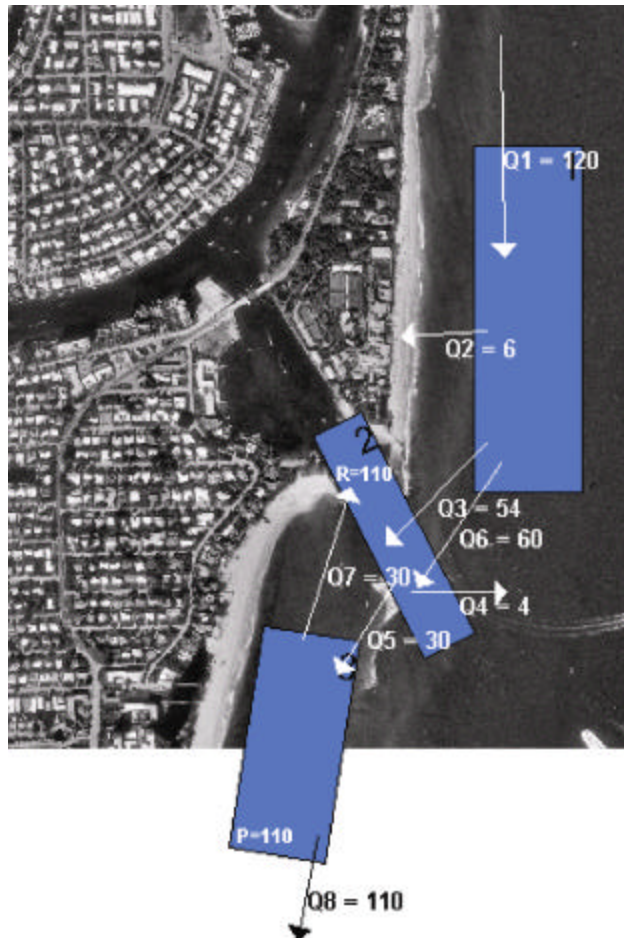 Q1 = 120
Q2 = 6
2
R=110
Q3 = 54
Q6 = 60
Q7 = 30
Q4 = 4
Q5 = 30
P=110
Q8 = 110